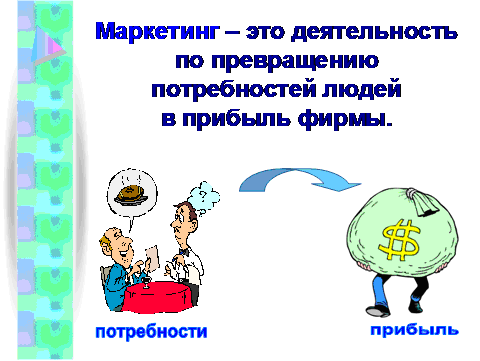 Маркетинг – это деятельность
по превращению
потребностей людей
в прибыль фирмы.
?
$
потребности
прибыль